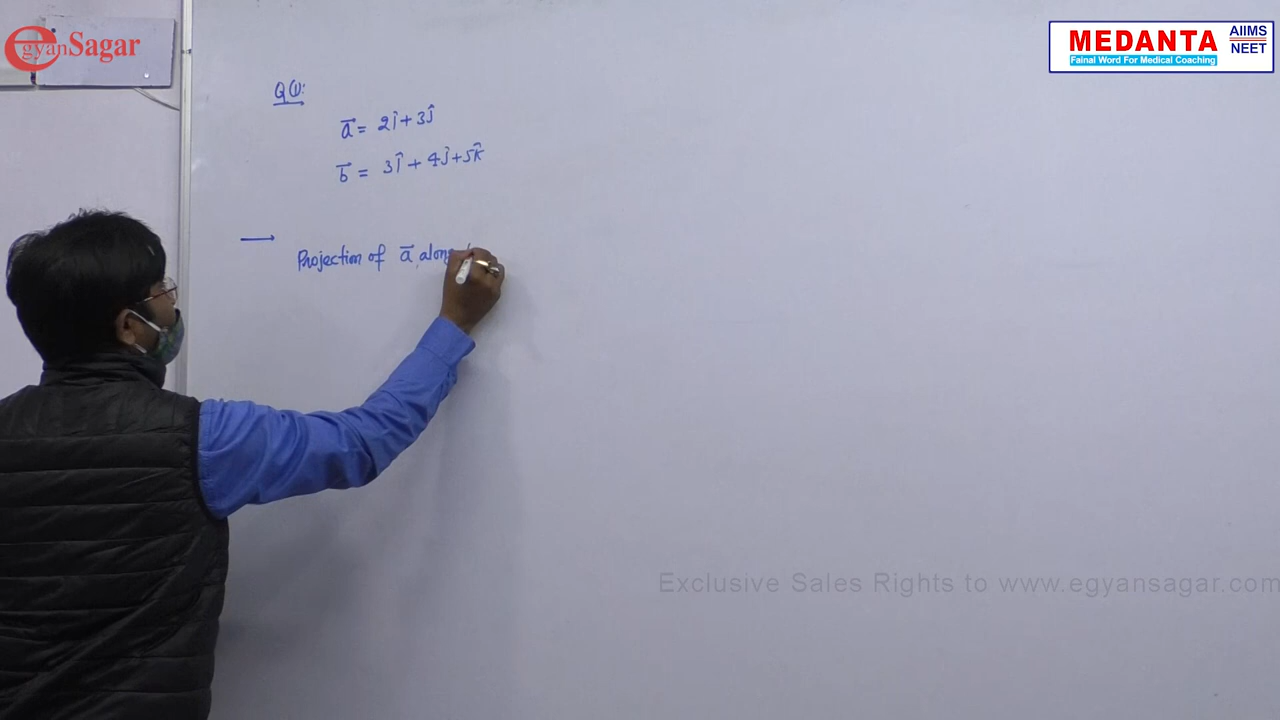 egyanSagar
MEDANTA
Fainal Word For Medical Coaching
AIIMS
NEET
Q①:
a⃗ = 2î + 3ĵ
b⃗ = 3î + 4ĵ + 5k̂
→ Projection of a⃗ along
Exclusive Sales Rights to www.egyansagar.com